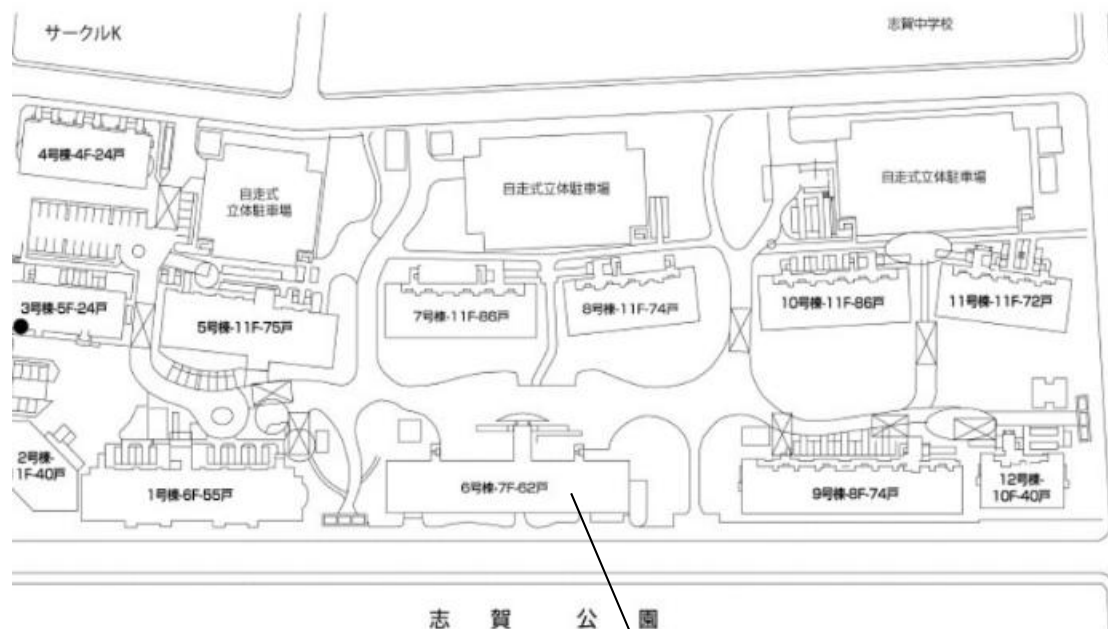 サークルK
志賀中学校
4号棟-4F-24戸
自走式
立体駐車場
自走式立体駐車場
自走式立体駐車場
3号棟-5F-24戸
5号棟-11F-75戸
7号棟-11F-86戸
8号棟-11F-74戸
10号棟-11F-86戸
11号棟-11F-72戸
2号棟-
11F-40戸
1号棟-6F-55戸
6号棟-7F-62戸
9号棟-8F-74戸
12号棟-
10F-40戸
志賀公園